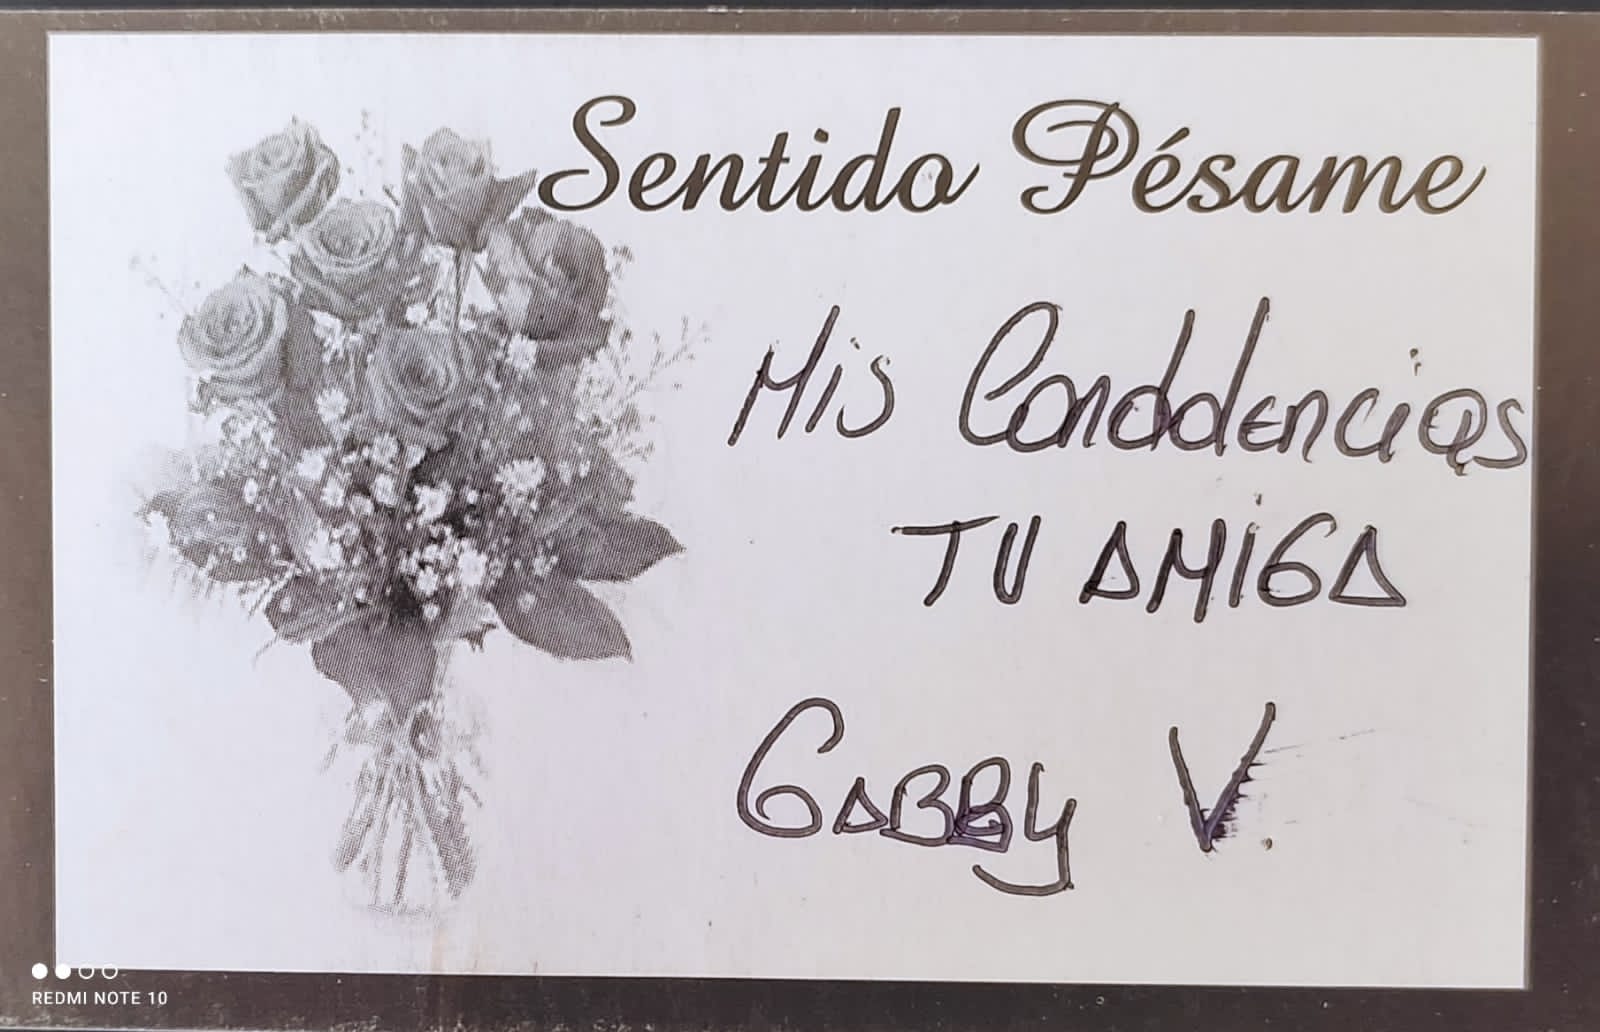 Sentido Pésame
Mis Conddencias
TU AMIGA
GABBY V.
REDMI NOTE 10